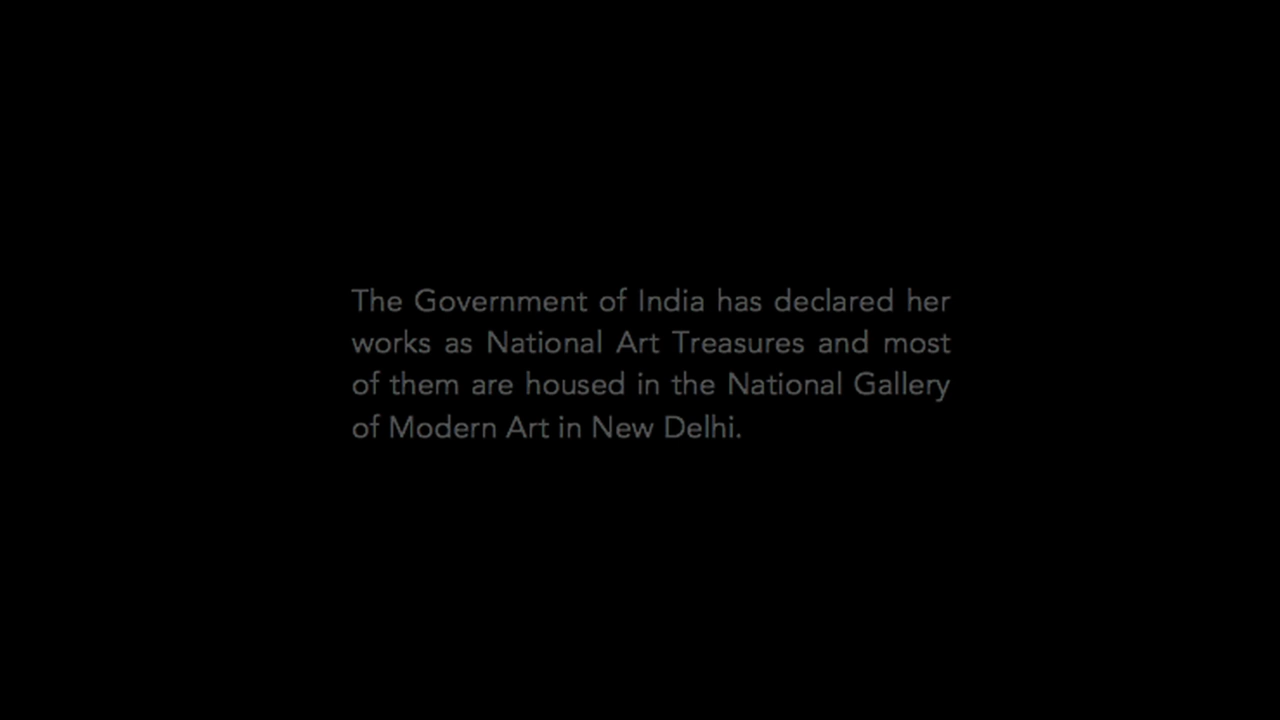 The Government of India has declared her
works as National Art Treasures and most
of them are housed in the National Gallery
of Modern Art in New Delhi.